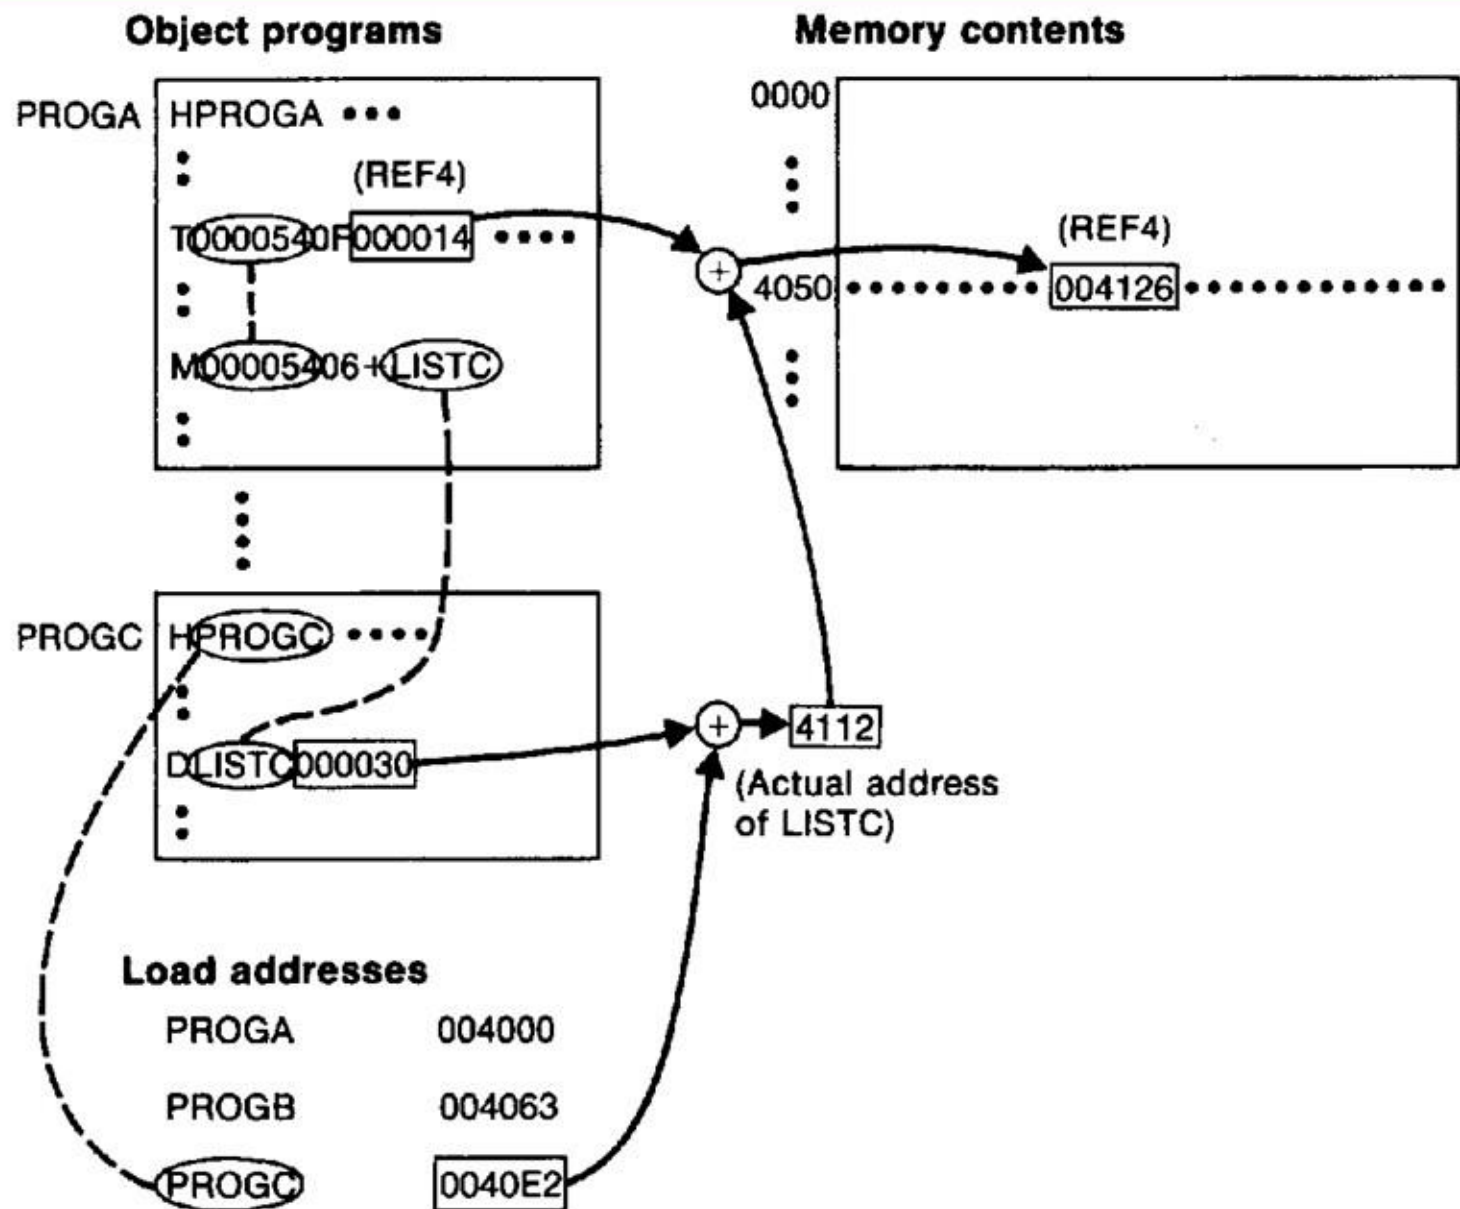 Object programs
PROGA
HPROGA ••••
(REF4)
T0000540F000014 ••••
M00005406+LISTC
PROGC
HPROGC ••••
DLISTC000030
Load addresses
PROGA 004000
PROGB 004063
PROGC 0040E2
+
4112
(Actual address
of LISTC)
Memory contents
0000
(REF4)
+
4050 ••••••••• 004126 ••••••••••••